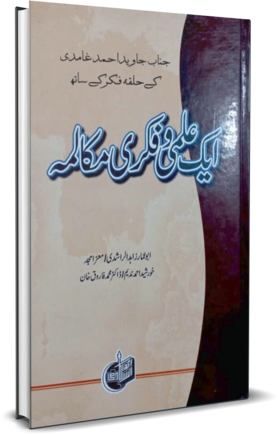 جناب جاوید احمد غامدی
کے حلقہ فکر کے ساتھ
ایک علمی و فکری مکالمہ
ابوعمار زاہد الراشدی / معز امجد
خورشید احمد ندیم / ڈاکٹر محمد فاروق خان